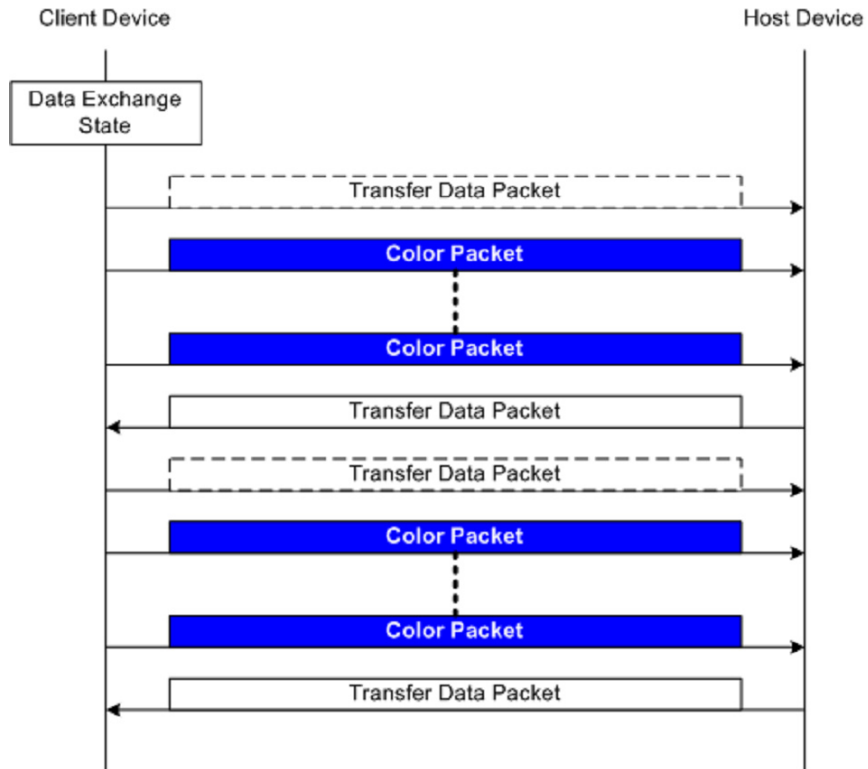 Client Device
Host Device
Data Exchange
State
Transfer Data Packet
Color Packet
Color Packet
Transfer Data Packet
Transfer Data Packet
Color Packet
Color Packet
Transfer Data Packet